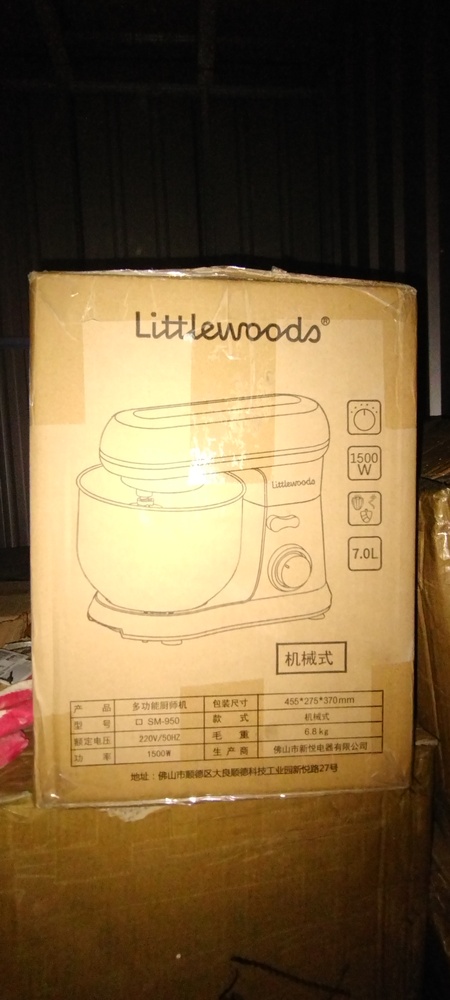 Littlewoods®
1500
W
Littlewoods
7.0L
机械式
产 品 多功能厨师机 包装尺寸 455*275*370mm
型 号 口 SM-950 款 式 机械式
额定电压 220V/50HZ 毛 重 6.8 kg
功 率 1500W 生 产 商 佛山市新悦电器有限公司
地址：佛山市顺德区大良顺德科技工业园新悦路27号